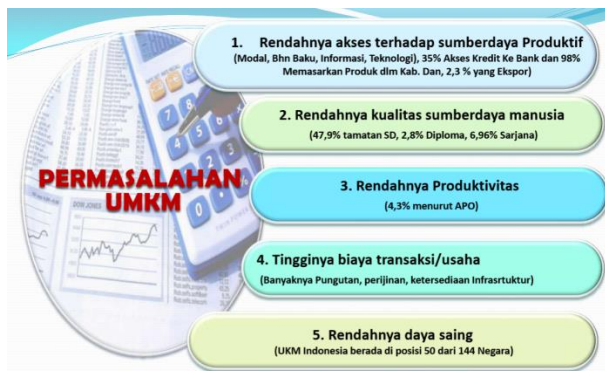 PERMASALAHAN
UMKM
1. Rendahnya akses terhadap sumberdaya Produktif
(Modal, Bhn Baku, Informasi, Teknologi), 35% Akses Kredit Ke Bank dan 98%
Memasarkan Produk dlm Kab. Dan, 2,3 % yang Ekspor)
2. Rendahnya kualitas sumberdaya manusia
(47,9% tamatan SD, 2,8% Diploma, 6,96% Sarjana)
3. Rendahnya Produktivitas
(4,3% menurut APO)
4. Tingginya biaya transaksi/usaha
(Banyaknya Pungutan, perijinan, ketersediaan Infrasrtuktur)
5. Rendahnya daya saing
(UKM Indonesia berada di posisi 50 dari 144 Negara)
DOW JONES